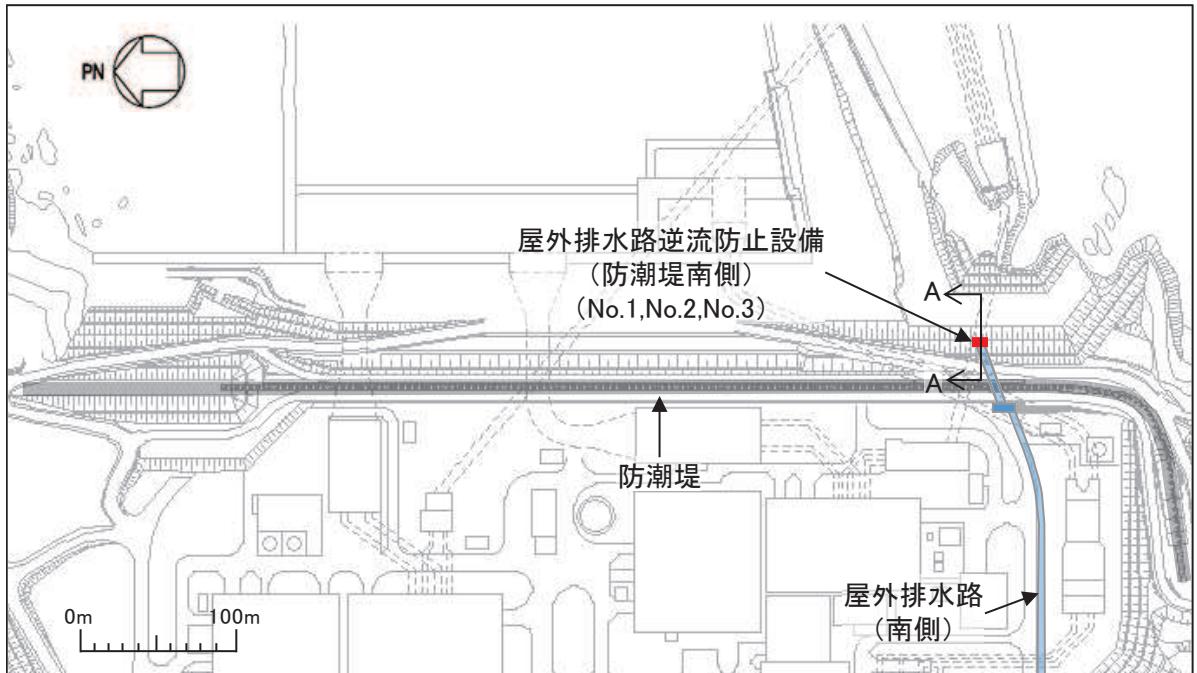 PN
屋外排水路逆流防止設備
（防潮堤南側）
（No.1,No.2,No.3）
A
A
防潮堤
屋外排水路
（南側）
0m 100m